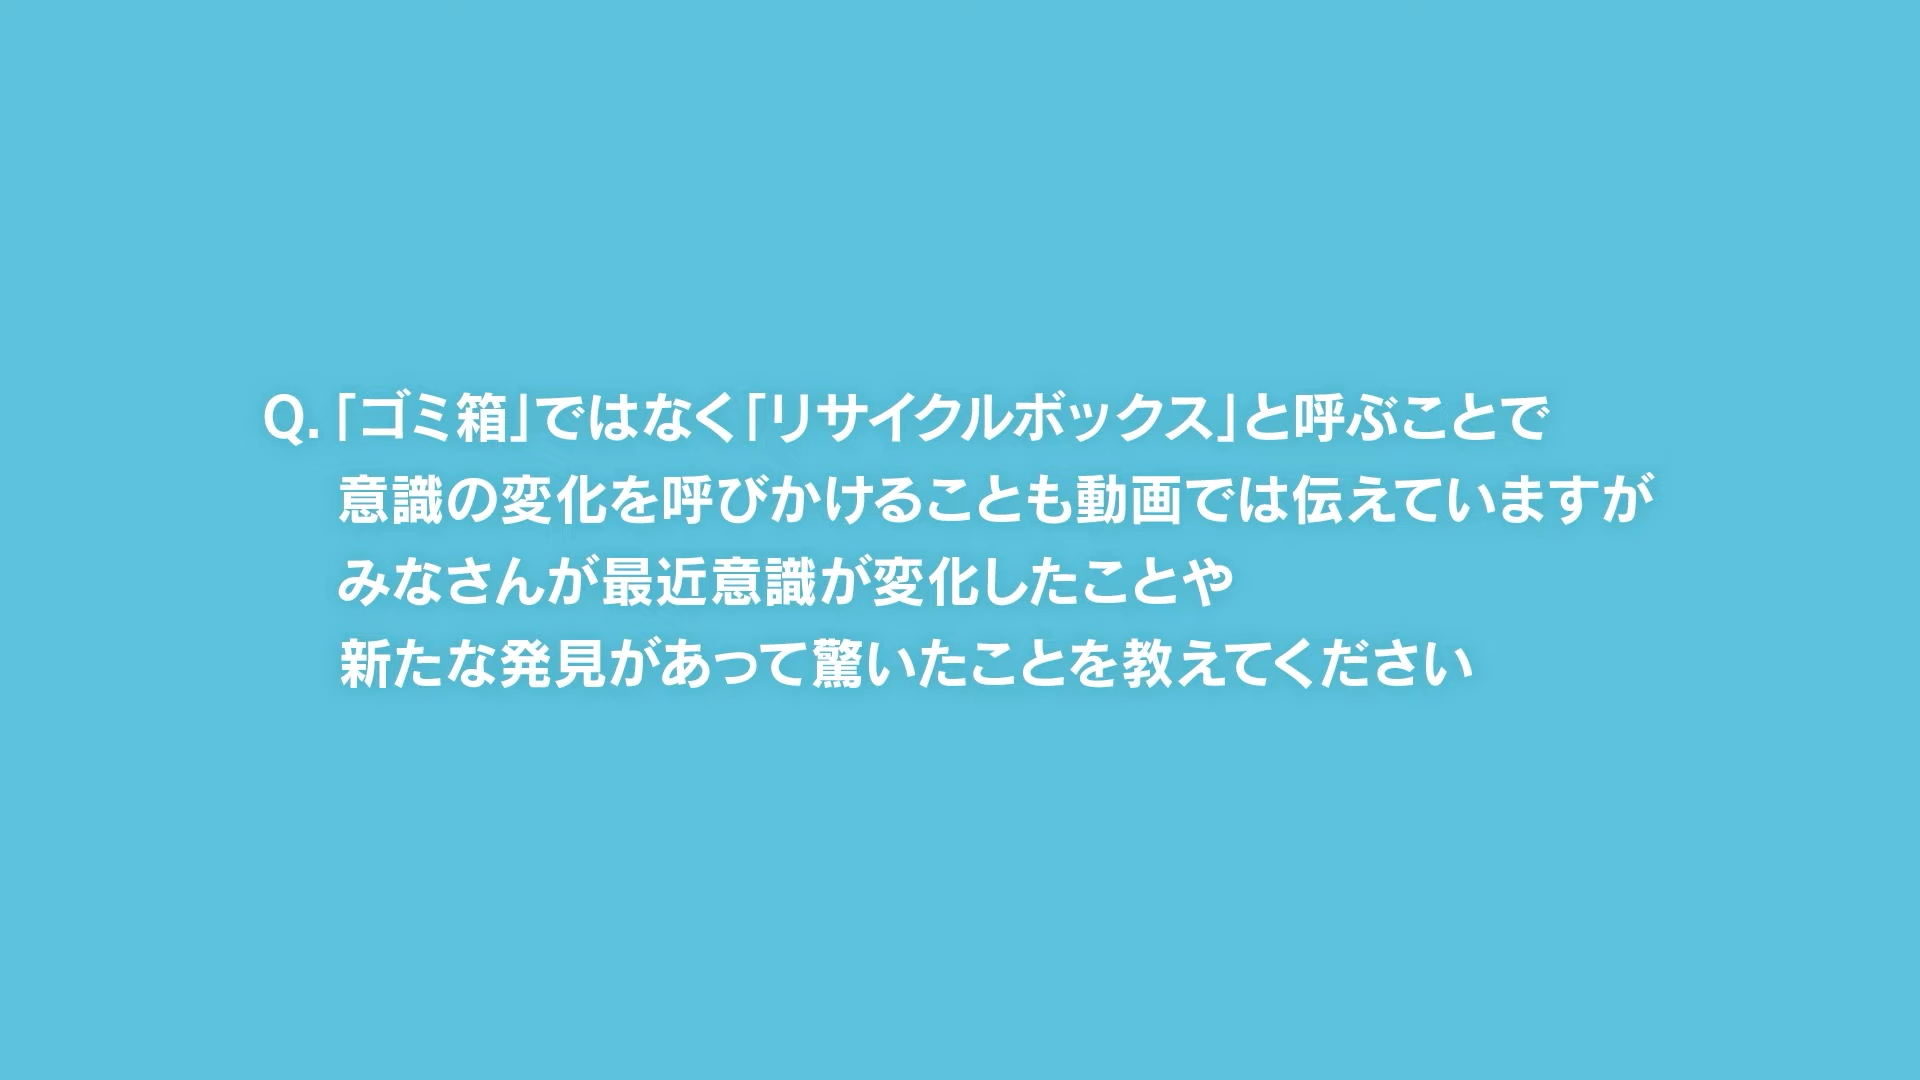 Q.「ゴミ箱」ではなく「リサイクルボックス」と呼ぶことで
意識の変化を呼びかけることも動画では伝えていますが
みなさんが最近意識が変化したことや
新たな発見があって驚いたことを教えてください